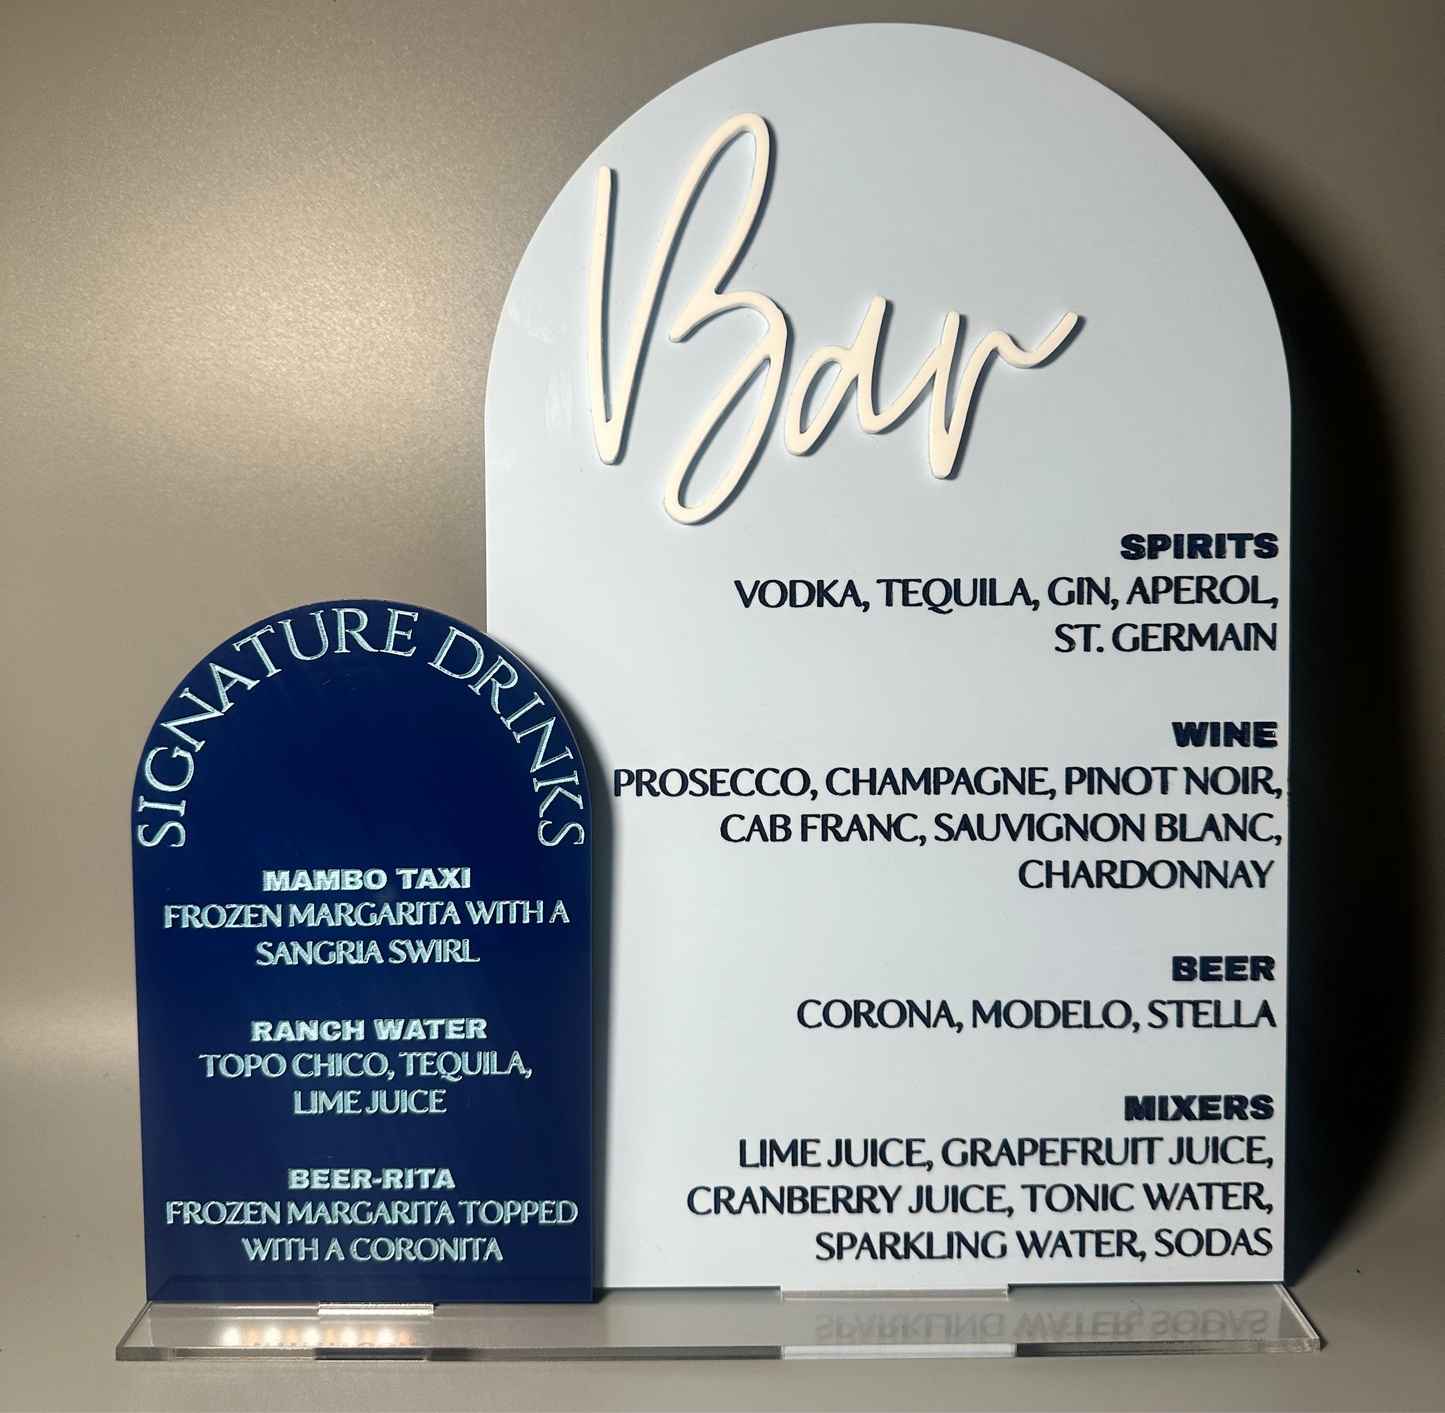 Bar
SPIRITS
VODKA, TEQUILA, GIN, APEROL,
ST. GERMAIN
WINE
PROSECCO, CHAMPAGNE, PINOT NOIR,
CAB FRANC, SAUVIGNON BLANC,
CHARDONNAY
BEER
CORONA, MODELO, STELLA
MIXERS
LIME JUICE, GRAPEFRUIT JUICE,
CRANBERRY JUICE, TONIC WATER,
SPARKLING WATER, SODAS
SIGNATURE DRINKS
MAMBO TAXI
FROZEN MARGARITA WITH A
SANGRIA SWIRL
RANCH WATER
TOPO CHICO, TEQUILA,
LIME JUICE
BEER-RITA
FROZEN MARGARITA TOPPED
WITH A CORONITA